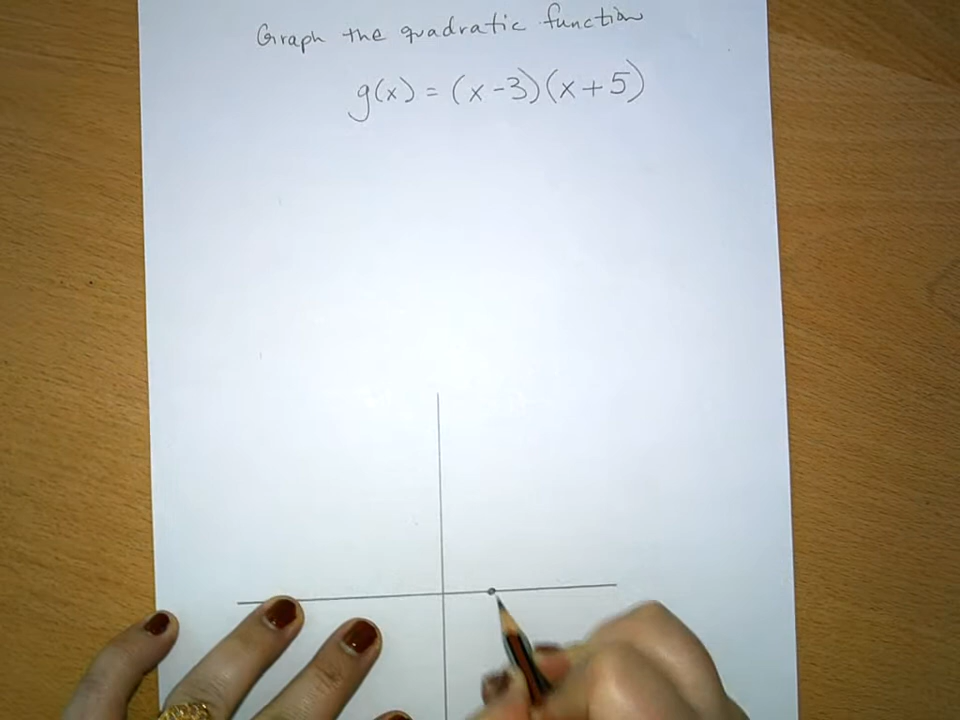 Graph the quadratic function
g(x) = (x-3)(x+5)